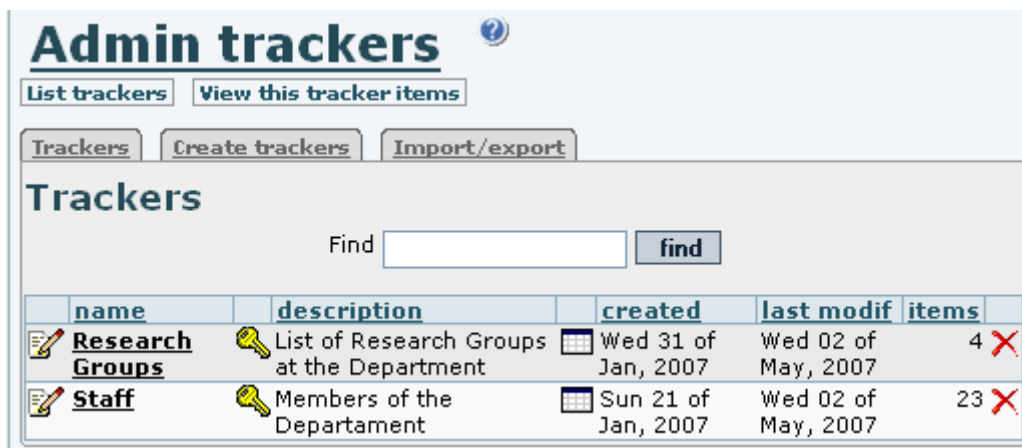 Admin trackers
List trackers View this tracker items
Trackers Create trackers Import/export
Trackers
Find find
name description created last modif items
Research List of Research Groups Wed 31 of Wed 02 of 4
Groups at the Department Jan, 2007 May, 2007
Staff Members of the Sun 21 of Wed 02 of 23
Departament Jan, 2007 May, 2007